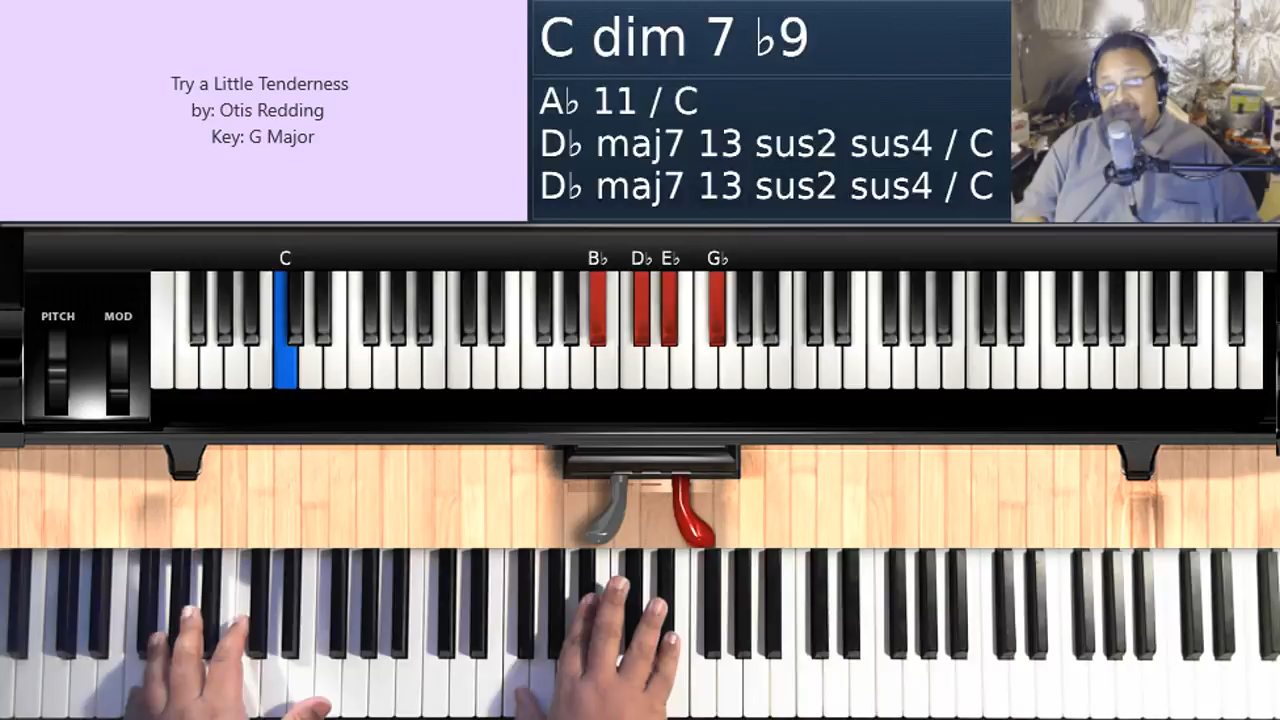 Try a Little Tenderness
by: Otis Redding
Key: G Major
C dim 7 ♭9
A♭ 11 / C
D♭ maj7 13 sus2 sus4 / C
D♭ maj7 13 sus2 sus4 / C
C B♭ D♭ E♭ G♭
PITCH MOD